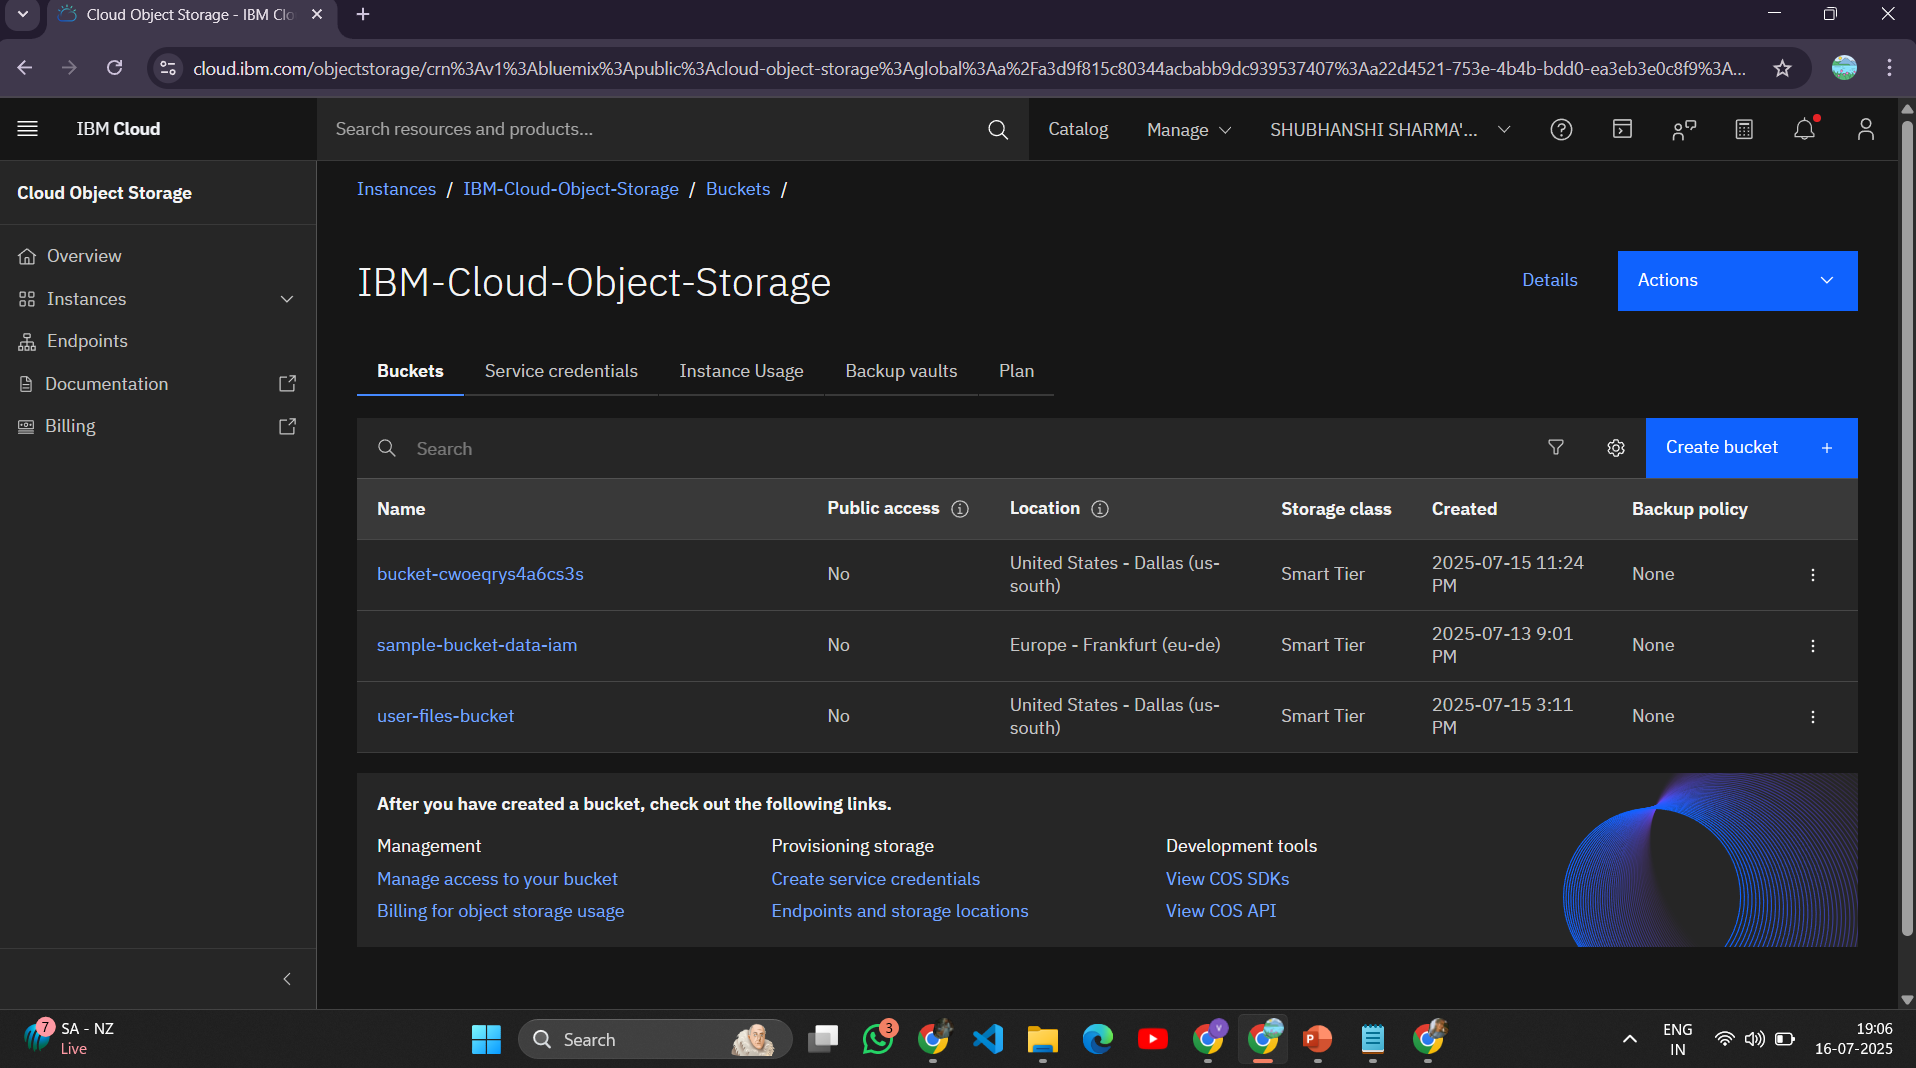 Cloud Object Storage - IBM Clo
cloud.ibm.com/objectstorage/crn%3Av1%3Abluemix%3Apublic%3Acloud-object-storage%3Aglobal%3Aa%2Fa3d9f815c80344acbabb9dc939537407%3Aa22d4521-753e-4b4b-bdd0-ea3eb3e0c8f9%3A...
IBM Cloud
Search resources and products...
Catalog
Manage
SHUBHANSHI SHARMA'...
Cloud Object Storage
Overview
Instances
Endpoints
Documentation
Billing
Instances / IBM-Cloud-Object-Storage / Buckets /
IBM-Cloud-Object-Storage
Details
Actions
Buckets
Service credentials
Instance Usage
Backup vaults
Plan
Search
Create bucket +
Name
Public access
Location
Storage class
Created
Backup policy
bucket-cwoeqrys4a6cs3s
No
United States - Dallas (us-
south)
Smart Tier
2025-07-15 11:24
PM
None
sample-bucket-data-iam
No
Europe - Frankfurt (eu-de)
Smart Tier
2025-07-13 9:01
PM
None
user-files-bucket
No
United States - Dallas (us-
south)
Smart Tier
2025-07-15 3:11
PM
None
After you have created a bucket, check out the following links.
Management
Manage access to your bucket
Billing for object storage usage
Provisioning storage
Create service credentials
Endpoints and storage locations
Development tools
View COS SDKs
View COS API
7
SA - NZ
Live
Search
3
V
P
ENG
IN
19:06
16-07-2025